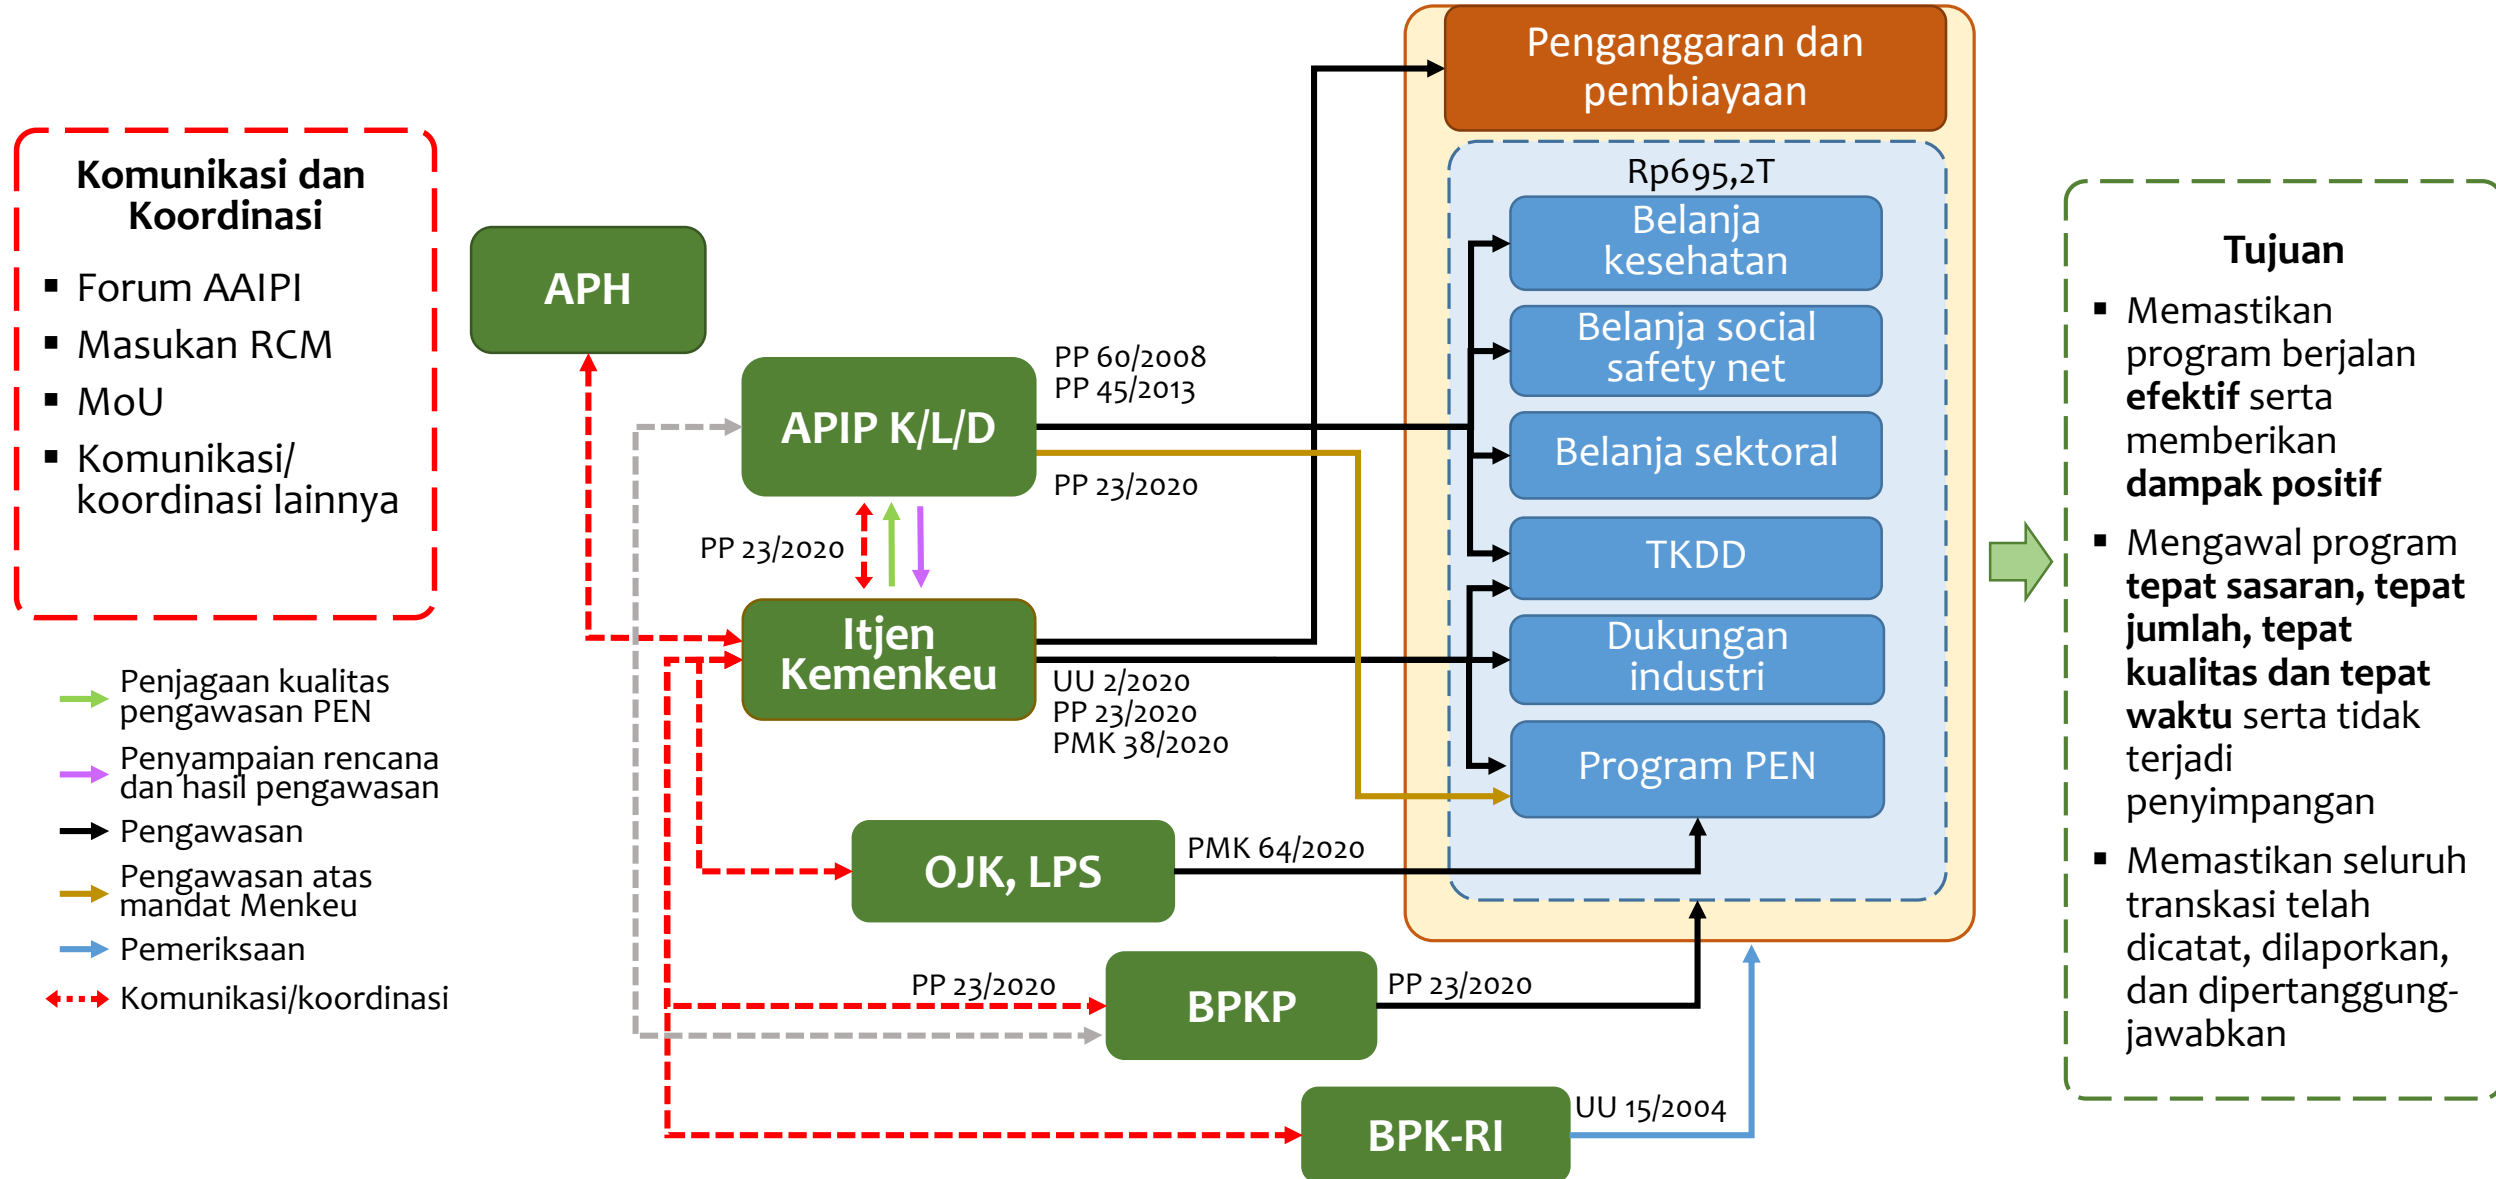 Komunikasi dan
Koordinasi
▪ Forum AAIPI
▪ Masukan RCM
▪ MoU
▪ Komunikasi/
koordinasi lainnya
Penjagaan kualitas
pengawasan PEN
Penyampaian rencana
dan hasil pengawasan
Pengawasan
Pengawasan atas
mandat Menkeu
Pemeriksaan
Komunikasi/koordinasi
APH
APIP K/L/D
PP 60/2008
PP 45/2013
PP 23/2020
PP 23/2020
Itjen
Kemenkeu
UU 2/2020
PP 23/2020
PMK 38/2020
OJK, LPS
PMK 64/2020
PP 23/2020
BPKP
PP 23/2020
BPK-RI
UU 15/2004
Penganggaran dan
pembiayaan
Rp695,2T
Belanja
kesehatan
Belanja social
safety net
Belanja sektoral
TKDD
Dukungan
industri
Program PEN
Tujuan
▪ Memastikan
program berjalan
efektif serta
memberikan
dampak positif
▪ Mengawal program
tepat sasaran, tepat
jumlah, tepat
kualitas dan tepat
waktu serta tidak
terjadi
penyimpangan
▪ Memastikan seluruh
transkasi telah
dicatat, dilaporkan,
dan dipertanggung-
jawabkan